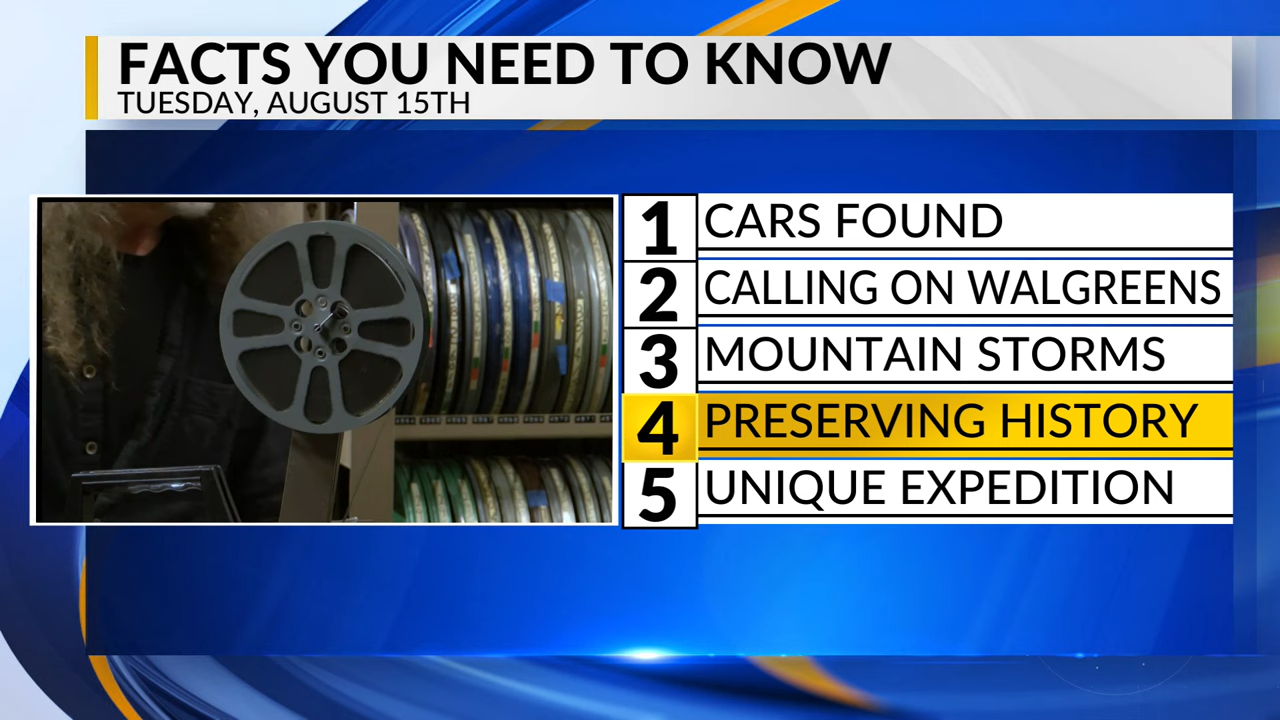 FACTS YOU NEED TO KNOW
TUESDAY, AUGUST 15TH
1 CARS FOUND
2 CALLING ON WALGREENS
3 MOUNTAIN STORMS
4 PRESERVING HISTORY
5 UNIQUE EXPEDITION